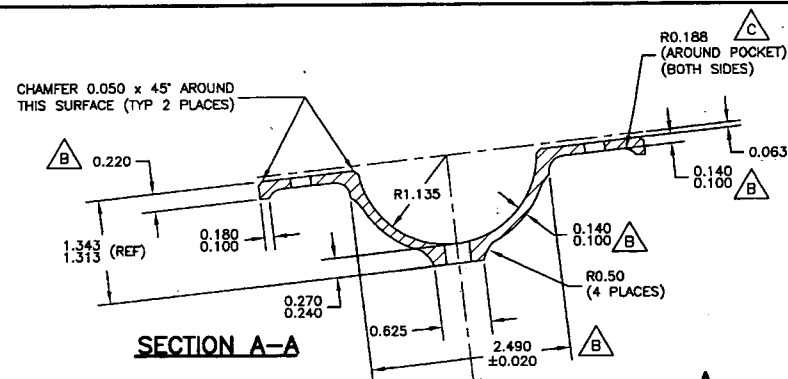 R0.188 C
(AROUND POCKET)
(BOTH SIDES)
CHAMFER 0.050 x 45° AROUND
THIS SURFACE (TYP 2 PLACES)
B 0.220
0.063
0.140
0.100 B
R1.135
0.180
0.100
0.140
0.100 B
1.343
1.313 (REF)
R0.50
(4 PLACES)
0.270
0.240
0.625
2.490
±0.020 B
SECTION A-A
A